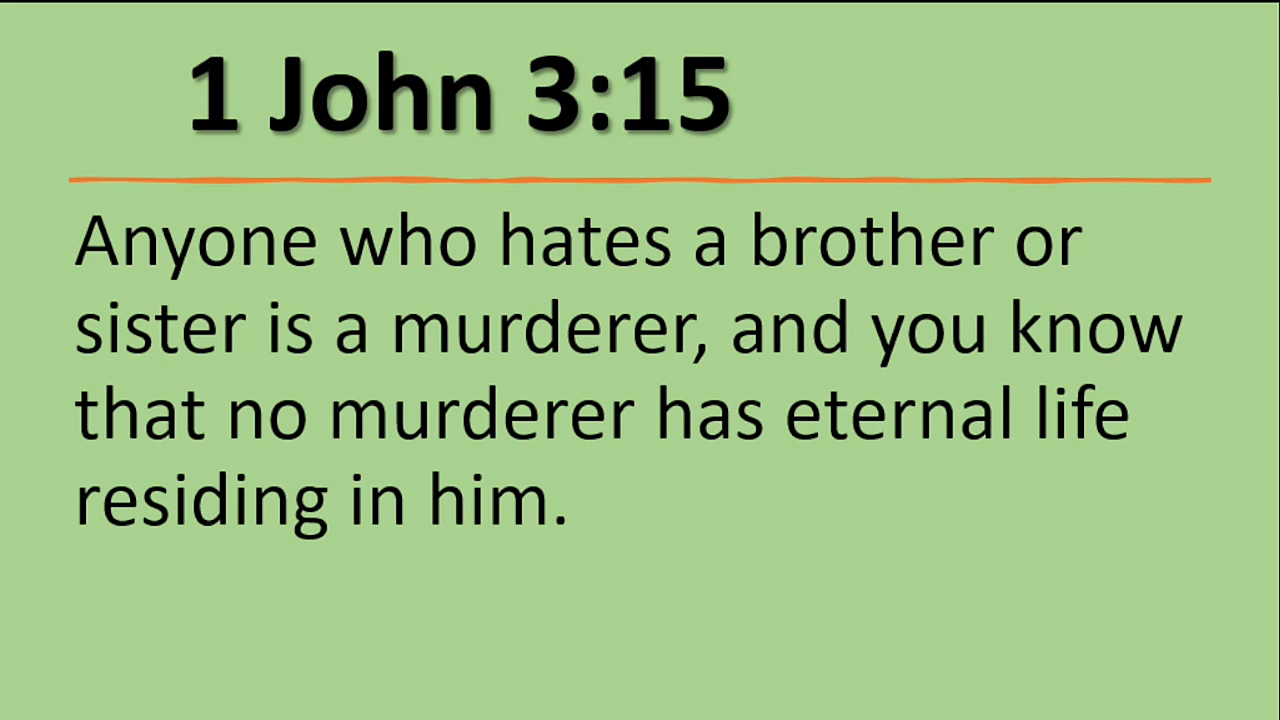 1 John 3:15
Anyone who hates a brother or
sister is a murderer, and you know
that no murderer has eternal life
residing in him.